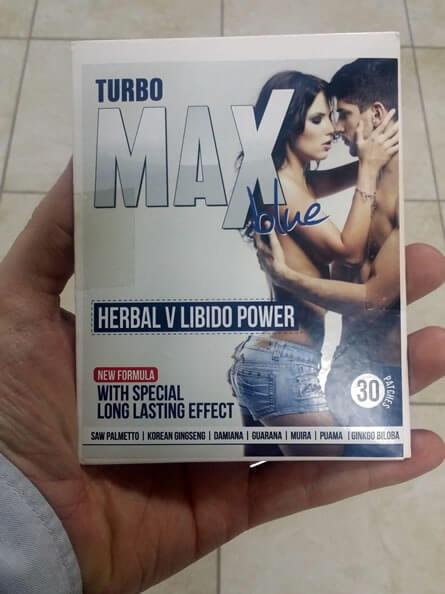 TURBO
MAX
blue
HERBAL V LIBIDO POWER
NEW FORMULA
WITH SPECIAL
LONG LASTING EFFECT
30
PATCHES
SAW PALMETTO | KOREAN GINGSENG | DAMIANA | GUARANA | MUIRA | PUAMA | GINKGO BILOBA